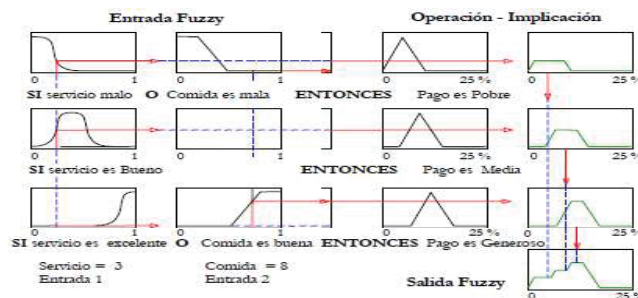 Entrada Fuzzy
Operación - Implicación
0 1 0 1 0 25 % 0 25 %
SI servicio malo O Comida es mala ENTONCES Pago es Pobre
0 1 0 1 0 25 % 0 25 %
SI servicio es Bueno ENTONCES Pago es Media
0 1 0 1 0 25 % 0 25 %
SI servicio es excelente O Comida es buena ENTONCES Pago es Generoso
Servicio = 3 Comida = 8
Entrada 1 Entrada 2
Salida Fuzzy
0 25 %